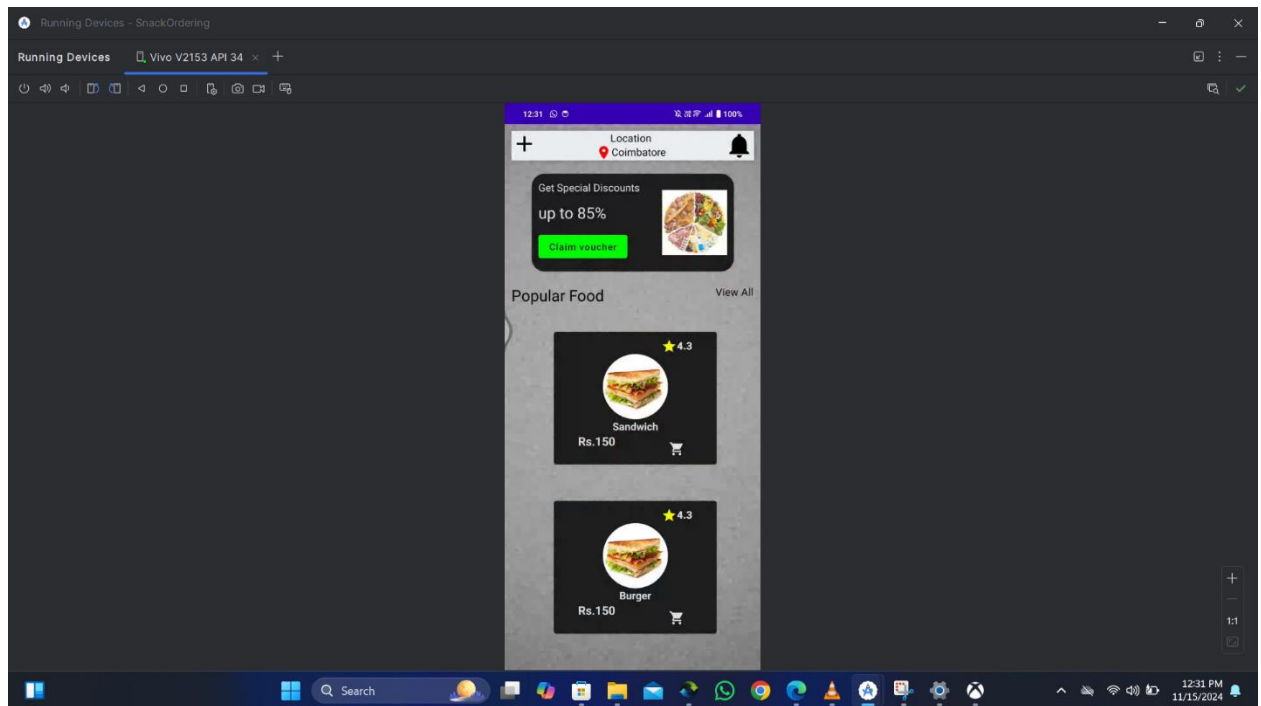 Running Devices - SnackOrdering
Running Devices
Vivo V2153 API 34
12:31
100%
Location
Coimbatore
Get Special Discounts
up to 85%
Claim voucher
Popular Food
View All
4.3
Sandwich
Rs.150
4.3
Burger
Rs.150
1:1
Search
12:31 PM
11/15/2024